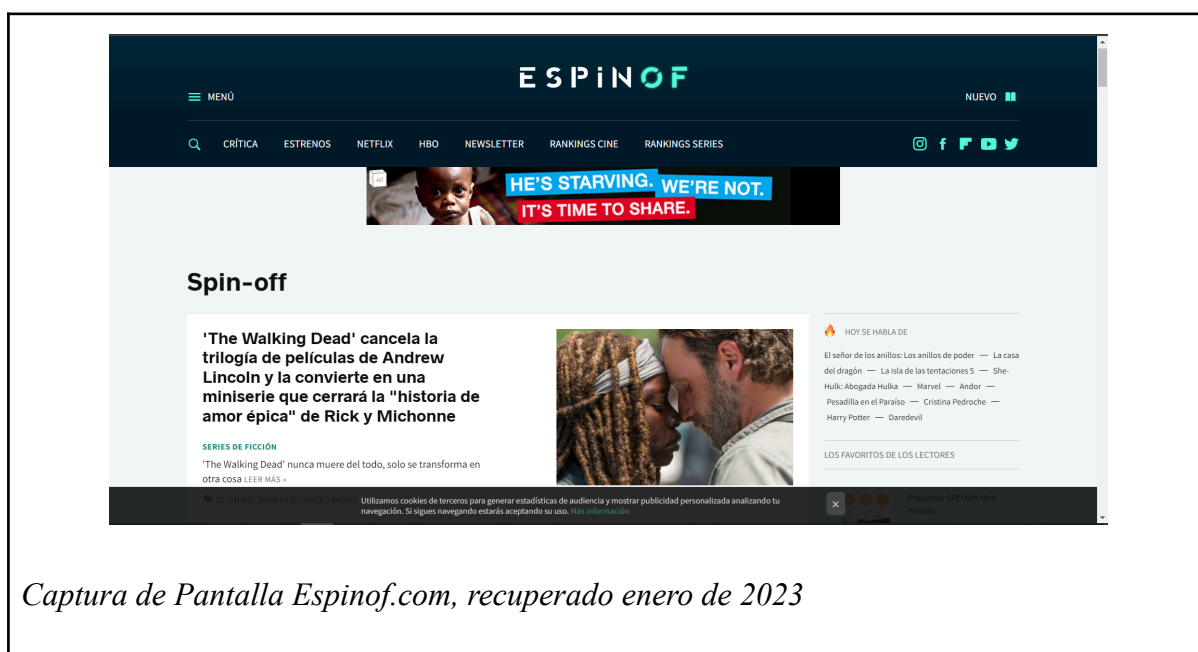 ESPiNOF
MENÚ
NUEVO
CRÍTICA ESTRENOS NETFLIX HBO NEWSLETTER RANKINGS CINE RANKINGS SERIES
AD
HE'S STARVING. WE'RE NOT.
IT'S TIME TO SHARE.
Spin-off
'The Walking Dead' cancela la
trilogía de películas de Andrew
Lincoln y la convierte en una
miniserie que cerrará la "historia de
amor épica" de Rick y Michonne
SERIES DE FICCIÓN
'The Walking Dead' nunca muere del todo, solo se transforma en
otra cosa LEER MÁS »
HOY SE HABLA DE
El señor de los anillos: Los anillos de poder — La casa
del dragón — La isla de las tentaciones 5 — She-
Hulk: Abogada Hulka — Marvel — Andor —
Pesadilla en el Paraíso — Cristina Pedroche —
Harry Potter — Daredevil
LOS FAVORITOS DE LOS LECTORES
Proyector APEMAN Mini
Portátil
Utilizamos cookies de terceros para generar estadísticas de audiencia y mostrar publicidad personalizada analizando tu
navegación. Si sigues navegando estarás aceptando su uso. Más información
Captura de Pantalla Espinof.com, recuperado enero de 2023